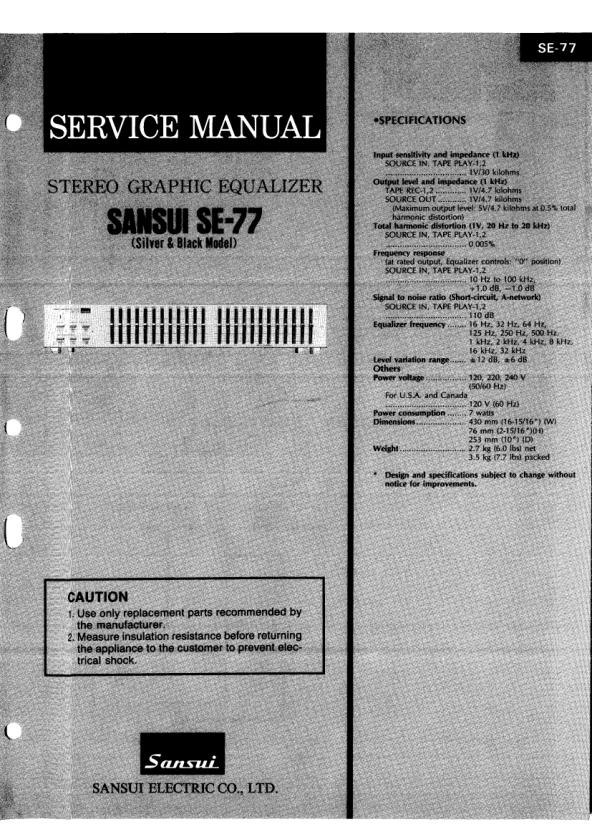 SE-77
SERVICE MANUAL
STEREO GRAPHIC EQUALIZER
SANSUI SE-77
(Silver & Black Model)
CAUTION
1. Use only replacement parts recommended by
the manufacturer.
2. Measure insulation resistance before returning
the appliance to the customer to prevent elec-
trical shock.
Sansui
SANSUI ELECTRIC CO., LTD.
•SPECIFICATIONS
Input sensitivity and impedance (1 kHz)
SOURCE IN, TAPE PLAY-1,2
................................ 1V/30 kilohms
Output level and impedance (1 kHz)
TAPE REC-1,2 ............ 1V/4.7 kilohms
SOURCE OUT ............ 1V/4.7 kilohms
(Maximum output level: 5V/4.7 kilohms at 0.5% total
harmonic distortion)
Total harmonic distortion (1V, 20 Hz to 20 kHz)
SOURCE IN, TAPE PLAY-1,2
................................ 0.005%
Frequency response
(at rated output, Equalizer controls: "0" position)
SOURCE IN, TAPE PLAY-1,2
................................ 10 Hz to 100 kHz,
+1.0 dB, −1.0 dB
Signal to noise ratio (Short-circuit, A-network)
SOURCE IN, TAPE PLAY-1,2
................................ 110 dB
Equalizer frequency ........ 16 Hz, 32 Hz, 64 Hz,
125 Hz, 250 Hz, 500 Hz,
1 kHz, 2 kHz, 4 kHz, 8 kHz,
16 kHz, 32 kHz
Level variation range....... ±12 dB, ±6 dB
Others
Power voltage ................ 120, 220, 240 V
(50/60 Hz)
For U.S.A. and Canada
................................ 120 V (60 Hz)
Power consumption ........ 7 watts
Dimensions.................... 430 mm (16-15/16") (W)
76 mm (2-15/16")(H)
253 mm (10") (D)
Weight .......................... 2.7 kg (6.0 lbs) net
3.5 kg (7.7 lbs) packed
* Design and specifications subject to change without
notice for improvements.